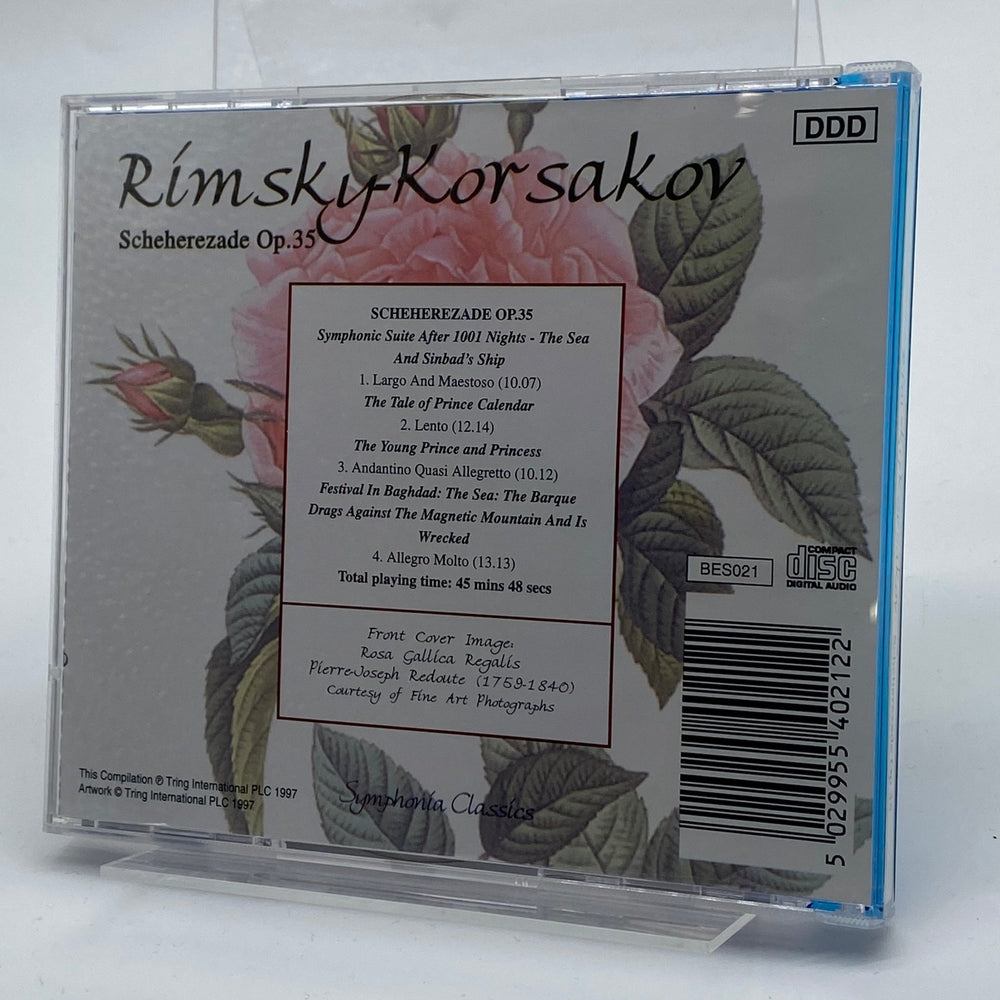 DDD
Rimsky-Korsakov
Scheherezade Op.35
SCHEHEREZADE OP.35
Symphonic Suite After 1001 Nights - The Sea
And Sinbad's Ship
1. Largo And Maestoso (10.07)
The Tale of Prince Calendar
2. Lento (12.14)
The Young Prince and Princess
3. Andantino Quasi Allegretto (10.12)
Festival In Baghdad: The Sea: The Barque
Drags Against The Magnetic Mountain And Is
Wrecked
4. Allegro Molto (13.13)
Total playing time: 45 mins 48 secs
Front Cover Image:
Rosa Gallica Regalis
Pierre-Joseph Redoute (1759-1840)
Courtesy of Fine Art Photographs
BES021
COMPACT
disc
DIGITAL AUDIO
5 029955 402122
This Compilation ℗ Tring International PLC 1997
Artwork © Tring International PLC 1997
Symphonia Classics